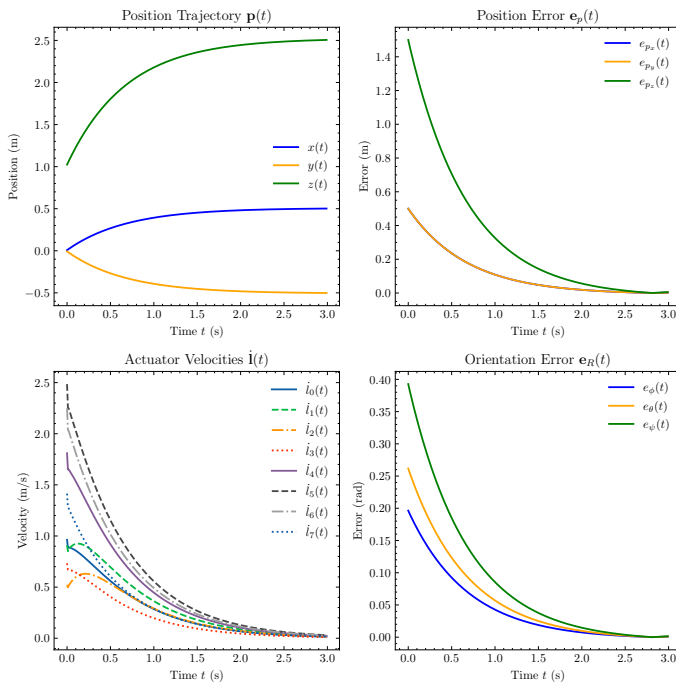 Position Trajectory p(t)
Position (m)
2.5
2.0
1.5
1.0
0.5
0.0
−0.5
x(t)
y(t)
z(t)
0.0 0.5 1.0 1.5 2.0 2.5 3.0
Time t (s)
Position Error e_p(t)
Error (m)
1.4
1.2
1.0
0.8
0.6
0.4
0.2
0.0
e_{p_x}(t)
e_{p_y}(t)
e_{p_z}(t)
0.0 0.5 1.0 1.5 2.0 2.5 3.0
Time t (s)
Actuator Velocities l̇(t)
Velocity (m/s)
2.5
2.0
1.5
1.0
0.5
0.0
l̇₀(t)
l̇₁(t)
l̇₂(t)
l̇₃(t)
l̇₄(t)
l̇₅(t)
l̇₆(t)
l̇₇(t)
0.0 0.5 1.0 1.5 2.0 2.5 3.0
Time t (s)
Orientation Error e_R(t)
Error (rad)
0.40
0.35
0.30
0.25
0.20
0.15
0.10
0.05
0.00
e_ϕ(t)
e_θ(t)
e_ψ(t)
0.0 0.5 1.0 1.5 2.0 2.5 3.0
Time t (s)